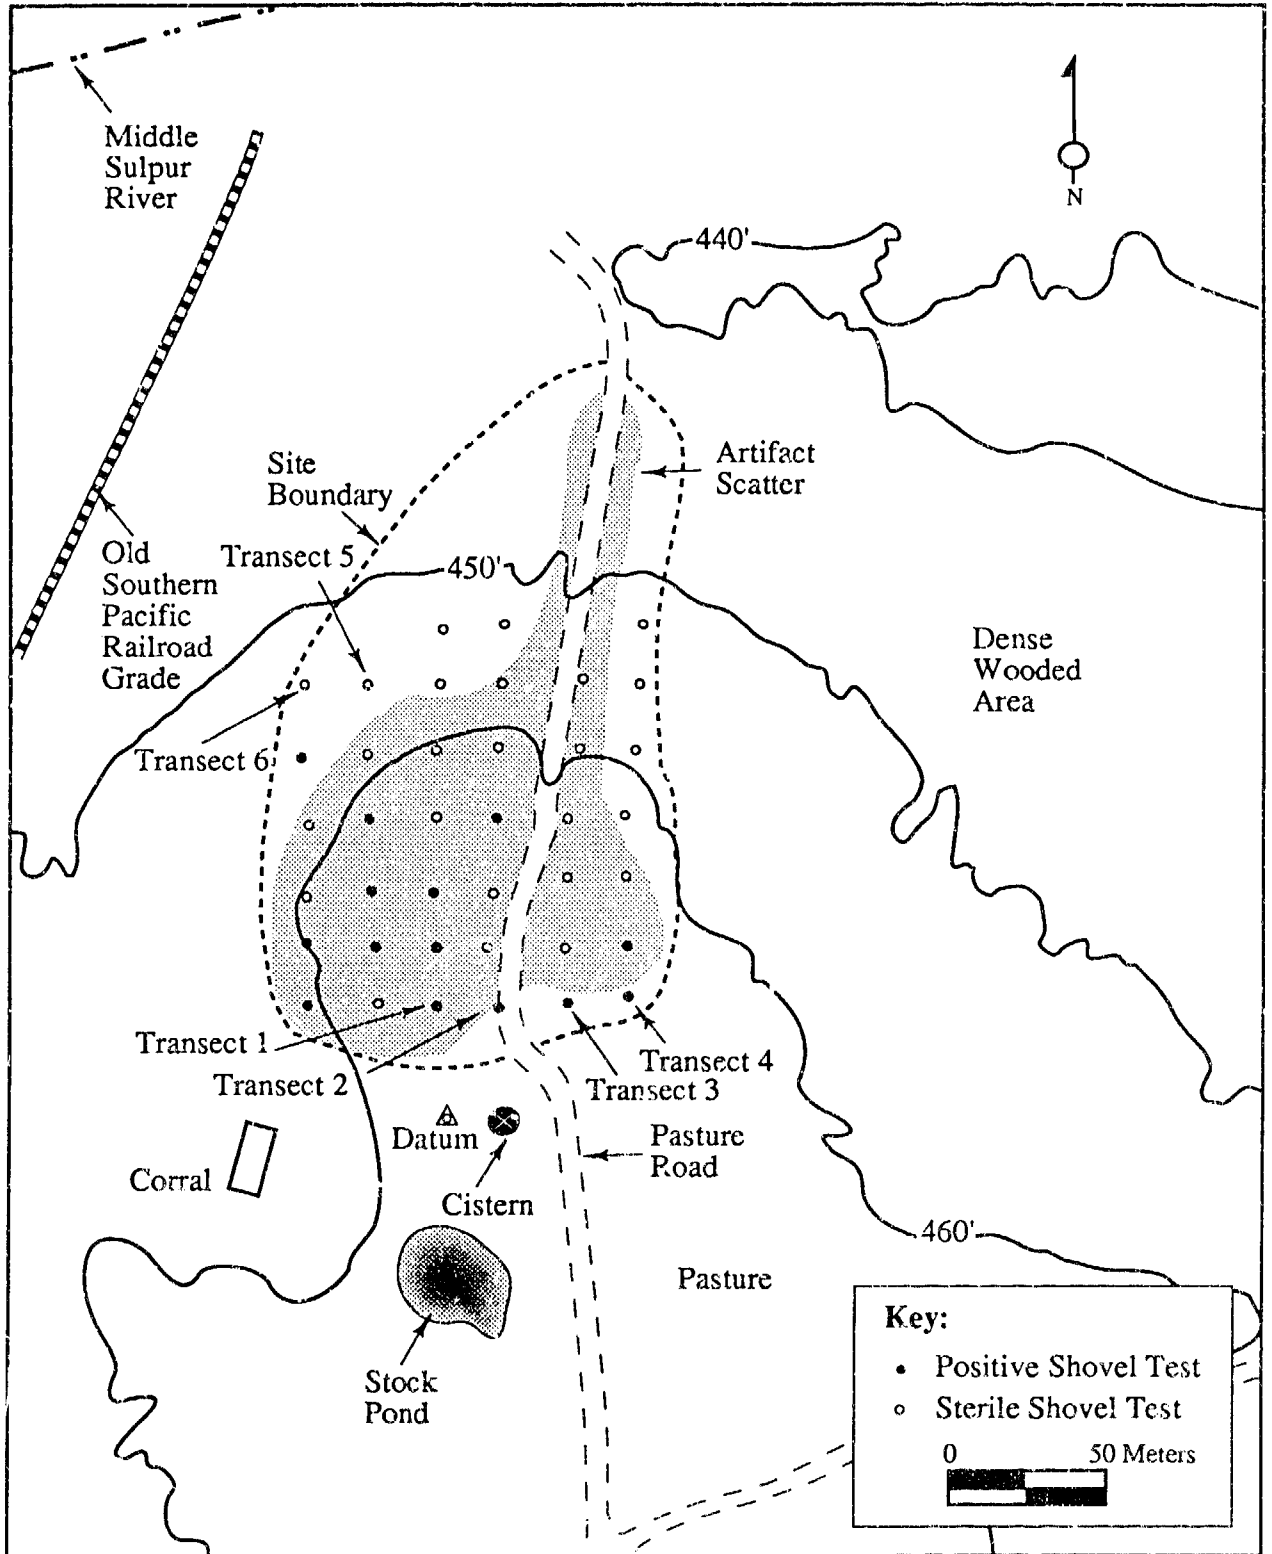 Middle
Sulpur
River
N
440'
Artifact
Scatter
Site
Boundary
Old
Southern
Pacific
Railroad
Grade
Transect 5
450'
Dense
Wooded
Area
Transect 6
Transect 1
Transect 2
Transect 4
Transect 3
Datum
Pasture
Road
Corral
Cistern
460'
Pasture
Stock
Pond
Key:
Positive Shovel Test
Sterile Shovel Test
0 50 Meters